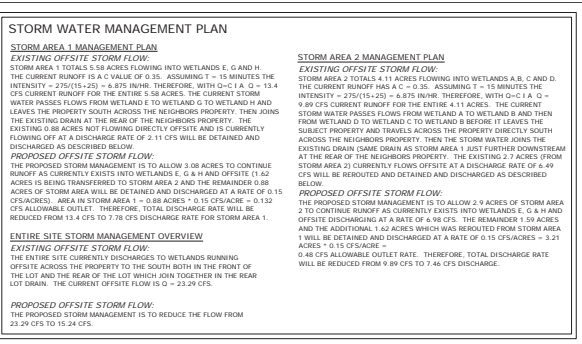 STORM WATER MANAGEMENT PLAN
STORM AREA 1 MANAGEMENT PLAN
EXISTING OFFSITE STORM FLOW:
STORM AREA 1 TOTALS 5.58 ACRES FLOWING INTO WETLANDS E, G AND H.
THE CURRENT RUNOFF IS A C VALUE OF 0.35. ASSUMING T = 15 MINUTES THE
INTENSITY = 275/(15+25) = 6.875 IN/HR. THEREFORE, WITH Q=C I A Q = 13.4
CFS CURRENT RUNOFF FOR THE ENTIRE 5.58 ACRES. THE CURRENT STORM
WATER PASSES FLOWS FROM WETLAND E TO WETLAND G TO WETLAND H AND
LEAVES THE PROPERTY SOUTH ACROSS THE NEIGHBORS PROPERTY. THEN JOINS
THE EXISTING DRAIN AT THE REAR OF THE NEIGHBORS PROPERTY. THE
EXISTING 0.88 ACRES NOT FLOWING DIRECTLY OFFSITE AND IS CURRENTLY
FLOWING OFF AT A DISCHARGE RATE OF 2.11 CFS WILL BE DETAINED AND
DISCHARGED AS DESCRIBED BELOW.
PROPOSED OFFSITE STORM FLOW:
THE PROPOSED STORM MANAGEMENT IS TO ALLOW 3.08 ACRES TO CONTINUE
RUNOFF AS CURRENTLY EXISTS INTO WETLANDS E, G & H AND OFFSITE (1.62
ACRES IS BEING TRANSFERRED TO STORM AREA 2 AND THE REMAINDER 0.88
ACRES OF STORM AREA WILL BE DETAINED AND DISCHARGED AT A RATE OF 0.15
CFS/ACRES). AREA IN STORM AREA 1 = 0.88 ACRES * 0.15 CFS/ACRE = 0.132
CFS ALLOWABLE OUTLET. THEREFORE, TOTAL DISCHARGE RATE WILL BE
REDUCED FROM 13.4 CFS TO 7.78 CFS DISCHARGE RATE FOR STORM AREA 1.
ENTIRE SITE STORM MANAGEMENT OVERVIEW
EXISTING OFFSITE STORM FLOW:
THE ENTIRE SITE CURRENTLY DISCHARGES TO WETLANDS RUNNING
OFFSITE ACROSS THE PROPERTY TO THE SOUTH BOTH IN THE FRONT OF
THE LOT AND THE REAR OF THE LOT WHICH JOIN TOGETHER IN THE REAR
LOT DRAIN. THE CURRENT OFFSITE FLOW IS Q = 23.29 CFS.
PROPOSED OFFSITE STORM FLOW:
THE PROPOSED STORM MANAGEMENT IS TO REDUCE THE FLOW FROM
23.29 CFS TO 15.24 CFS.
STORM AREA 2 MANAGEMENT PLAN
EXISTING OFFSITE STORM FLOW:
STORM AREA 2 TOTALS 4.11 ACRES FLOWING INTO WETLANDS A,B, C AND D.
THE CURRENT RUNOFF HAS A C = 0.35. ASSUMING T = 15 MINUTES THE
INTENSITY = 275/(15+25) = 6.875 IN/HR. THEREFORE, WITH Q=C I A Q =
9.89 CFS CURRENT RUNOFF FOR THE ENTIRE 4.11 ACRES. THE CURRENT
STORM WATER PASSES FLOWS FROM WETLAND A TO WETLAND B AND THEN
FROM WETLAND D TO WETLAND C TO WETLAND B BEFORE IT LEAVES THE
SUBJECT PROPERTY AND TRAVELS ACROSS THE PROPERTY DIRECTLY SOUTH
ACROSS THE NEIGHBORS PROPERTY. THEN THE STORM WATER JOINS THE
EXISTING DRAIN (SAME DRAIN AS STORM AREA 1 JUST FURTHER DOWNSTREAM
AT THE REAR OF THE NEIGHBORS PROPERTY. THE EXISTING 2.7 ACRES (FROM
STORM AREA 2) CURRENTLY FLOWS OFFSITE AT A DISCHARGE RATE OF 6.49
CFS WILL BE REROUTED AND DETAINED AND DISCHARGED AS DESCRIBED
BELOW.
PROPOSED OFFSITE STORM FLOW:
THE PROPOSED STORM MANAGEMENT IS TO ALLOW 2.9 ACRES OF STORM AREA
2 TO CONTINUE RUNOFF AS CURRENTLY EXISTS INTO WETLANDS E, G & H AND
OFFSITE DISCHARGING AT A RATE OF 6.98 CFS. THE REMAINDER 1.59 ACRES
AND THE ADDITIONAL 1.62 ACRES WHICH WAS REROUTED FROM STORM AREA
1 WILL BE DETAINED AND DISCHARGED AT A RATE OF 0.15 CFS/ACRES = 3.21
ACRES * 0.15 CFS/ACRE =
0.48 CFS ALLOWABLE OUTLET RATE. THEREFORE, TOTAL DISCHARGE RATE
WILL BE REDUCED FROM 9.89 CFS TO 7.46 CFS DISCHARGE.